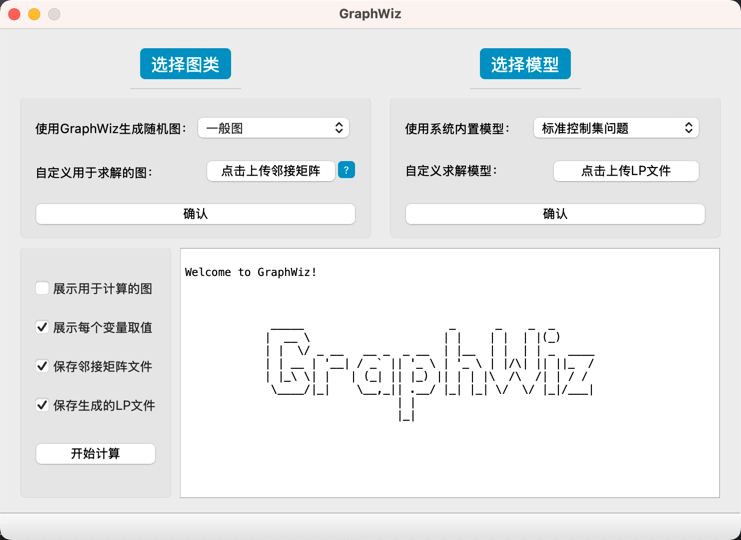 GraphWiz
选择图类
选择模型
使用GraphWiz生成随机图： 一般图
使用系统内置模型： 标准控制集问题
自定义用于求解的图： 点击上传邻接矩阵 ?
自定义求解模型： 点击上传LP文件
确认
确认
展示用于计算的图
展示每个变量取值
保存邻接矩阵文件
保存生成的LP文件
开始计算
Welcome to GraphWiz!
GraphWiz